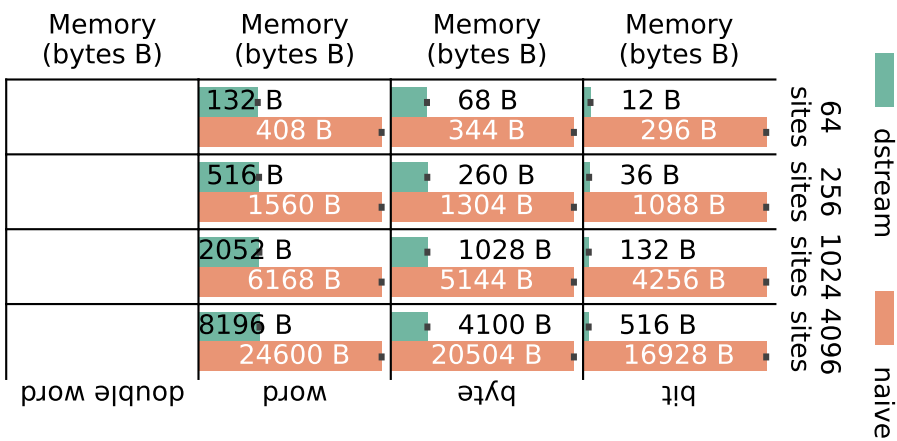 Memory
(bytes B)
Memory
(bytes B)
Memory
(bytes B)
Memory
(bytes B)
132 B
68 B
12 B
408 B
344 B
296 B
64
sites
516 B
260 B
36 B
1560 B
1304 B
1088 B
256
sites
2052 B
1028 B
132 B
6168 B
5144 B
4256 B
1024
sites
8196 B
4100 B
516 B
24600 B
20504 B
16928 B
4096
sites
double word
word
byte
bit
dstream
naive